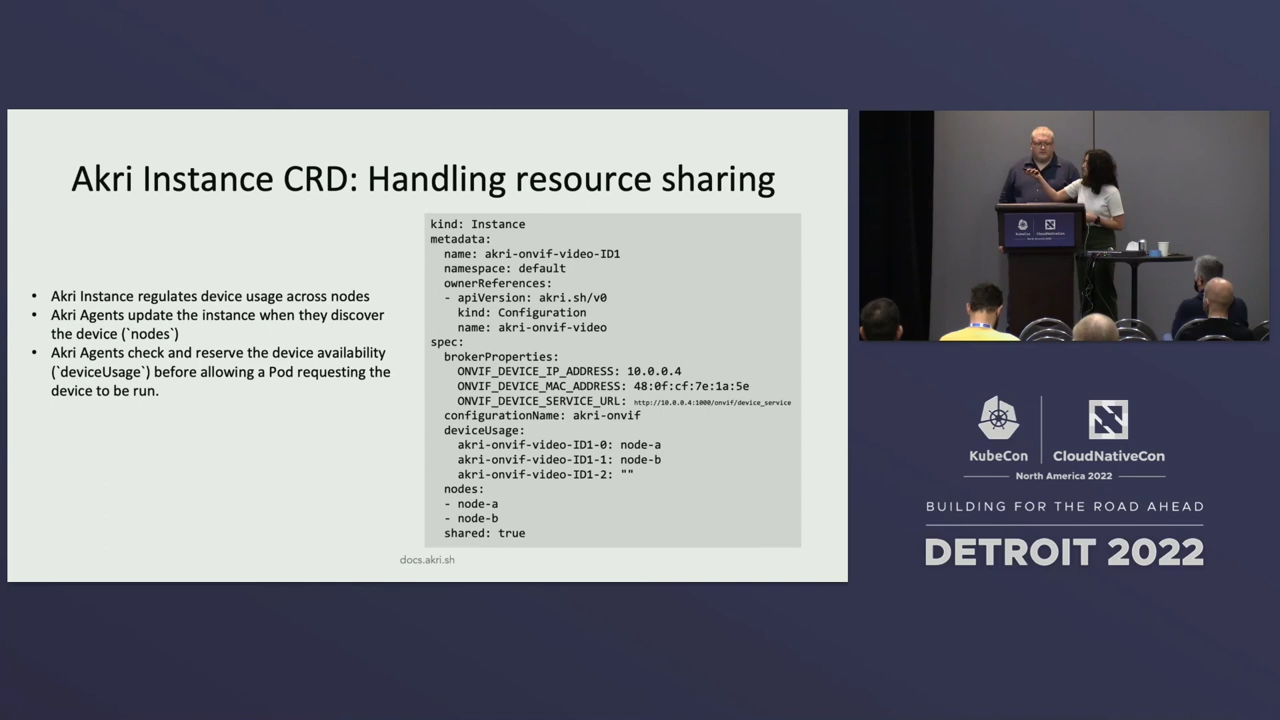 Akri Instance CRD: Handling resource sharing
• Akri Instance regulates device usage across nodes
• Akri Agents update the instance when they discover
the device (`nodes`)
• Akri Agents check and reserve the device availability
(`deviceUsage`) before allowing a Pod requesting the
device to be run.
kind: Instance
metadata:
  name: akri-onvif-video-ID1
  namespace: default
  ownerReferences:
  - apiVersion: akri.sh/v0
    kind: Configuration
    name: akri-onvif-video
spec:
  brokerProperties:
    ONVIF_DEVICE_IP_ADDRESS: 10.0.0.4
    ONVIF_DEVICE_MAC_ADDRESS: 48:0f:cf:7e:1a:5e
    ONVIF_DEVICE_SERVICE_URL: http://10.0.0.4:1000/onvif/device_service
  configurationName: akri-onvif
  deviceUsage:
    akri-onvif-video-ID1-0: node-a
    akri-onvif-video-ID1-1: node-b
    akri-onvif-video-ID1-2: ""
  nodes:
  - node-a
  - node-b
  shared: true
docs.akri.sh
KubeCon CloudNativeCon
KubeCon CloudNativeCon
North America 2022
BUILDING FOR THE ROAD AHEAD
DETROIT 2022